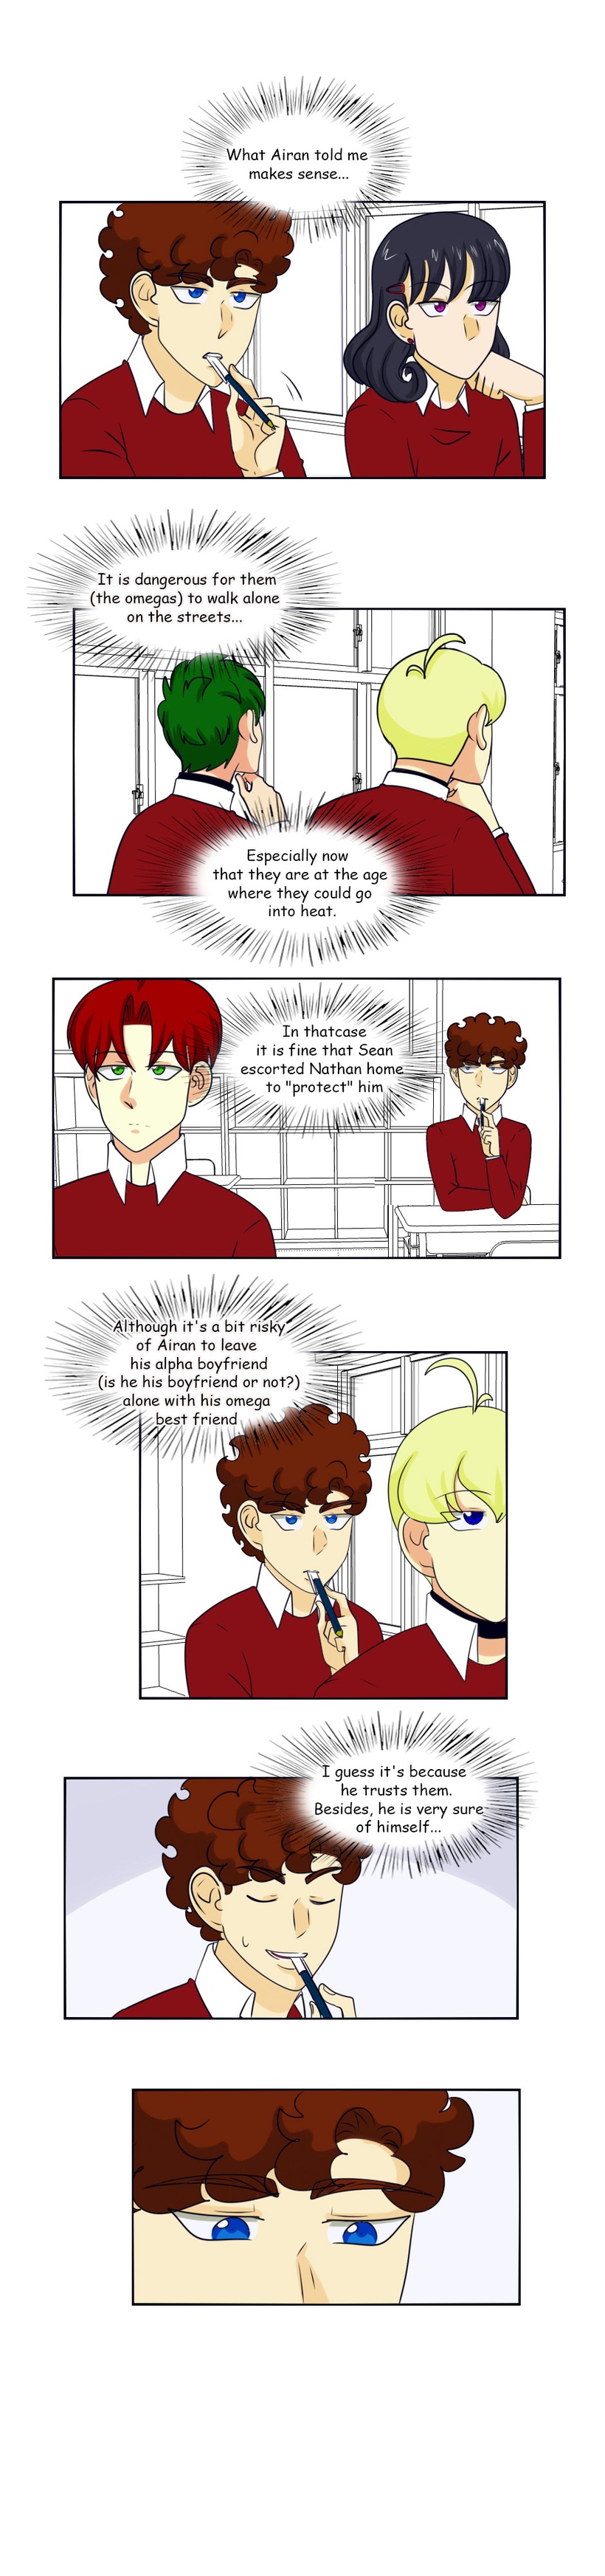 What Airan told me
makes sense...
It is dangerous for them
(the omegas) to walk alone
on the streets...
Especially now
that they are at the age
where they could go
into heat.
In thatcase
it is fine that Sean
escorted Nathan home
to "protect" him
Although it's a bit risky
of Airan to leave
his alpha boyfriend
(is he his boyfriend or not?)
alone with his omega
best friend
I guess it's because
he trusts them.
Besides, he is very sure
of himself...